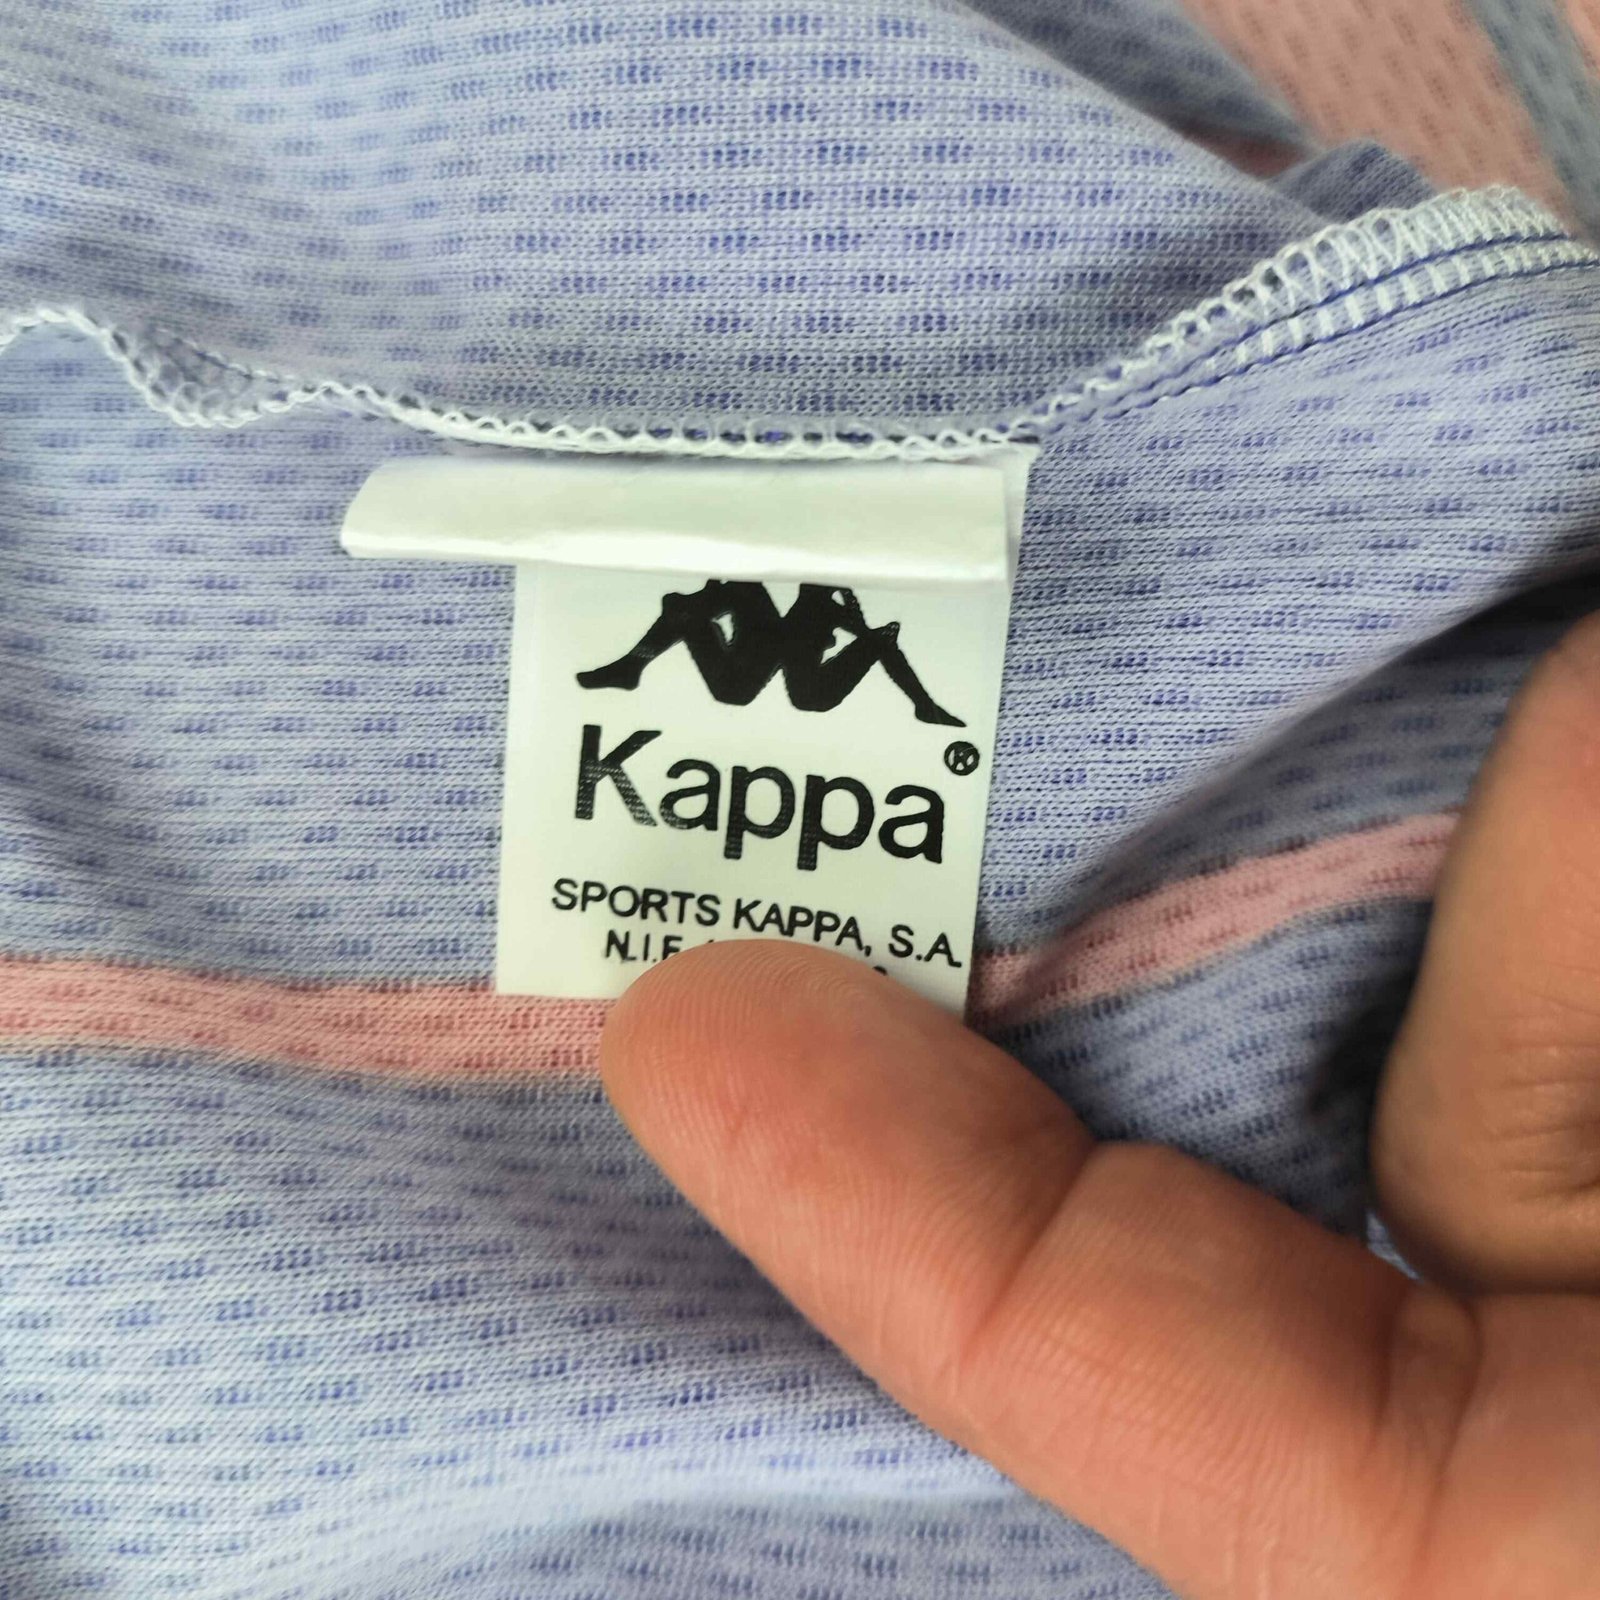 Kappa®
SPORTS KAPPA, S.A.
N.I.F.